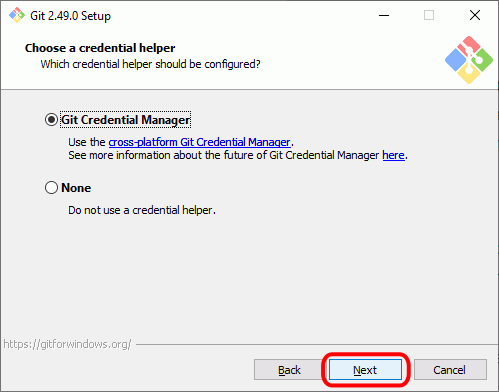 Git 2.49.0 Setup
Choose a credential helper
Which credential helper should be configured?
Git Credential Manager
Use the cross-platform Git Credential Manager.
See more information about the future of Git Credential Manager here.
None
Do not use a credential helper.
https://gitforwindows.org/
Back Next Cancel